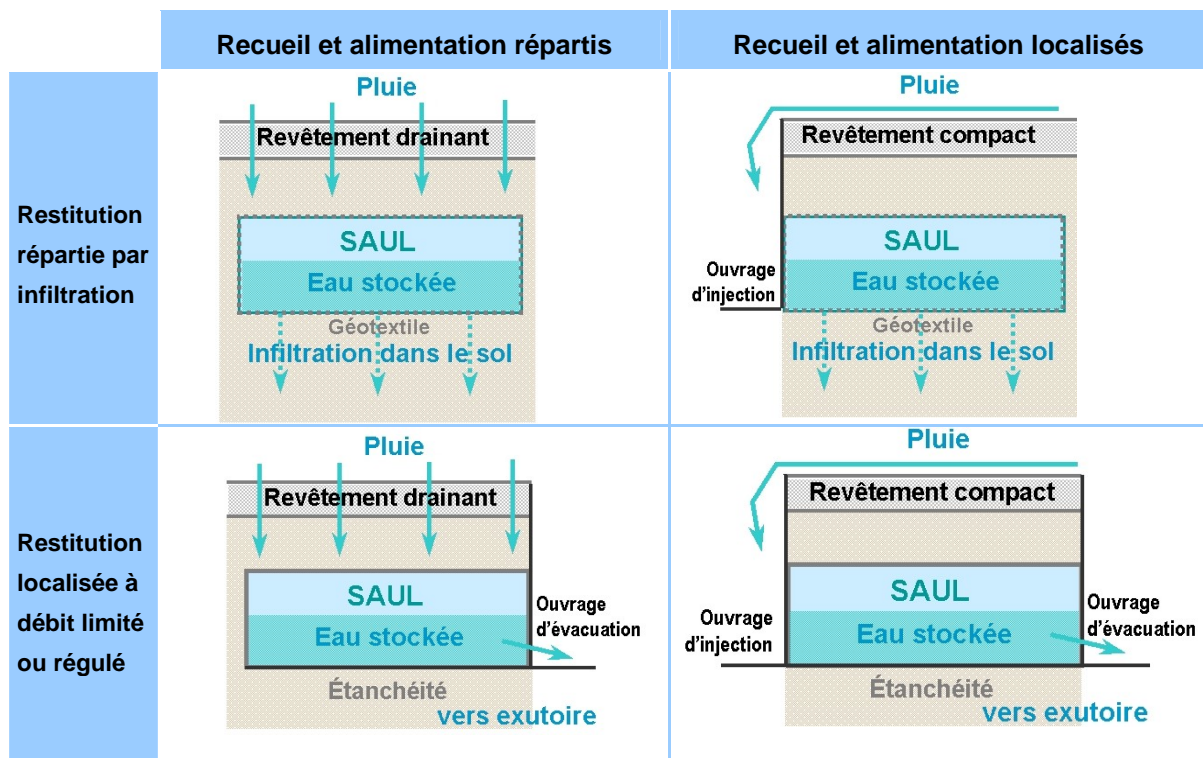 Recueil et alimentation répartis
Recueil et alimentation localisés
Restitution
répartie par
infiltration
Pluie
Revêtement drainant
SAUL
Eau stockée
Géotextile
Infiltration dans le sol
Pluie
Revêtement compact
SAUL
Eau stockée
Ouvrage
d'injection
Géotextile
Infiltration dans le sol
Restitution
localisée à
débit limité
ou régulé
Pluie
Revêtement drainant
SAUL
Eau stockée
Ouvrage
d'évacuation
Étanchéité
vers exutoire
Pluie
Revêtement compact
SAUL
Eau stockée
Ouvrage
d'injection
Ouvrage
d'évacuation
Étanchéité
vers exutoire